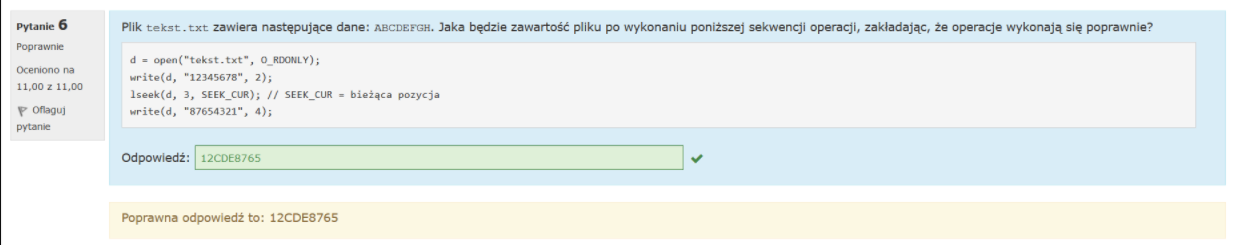 Pytanie 6
Poprawnie
Oceniono na
11,00 z 11,00
Oflaguj
pytanie
Plik tekst.txt zawiera następujące dane: ABCDEFGH. Jaka będzie zawartość pliku po wykonaniu poniższej sekwencji operacji, zakładając, że operacje wykonają się poprawnie?
d = open("tekst.txt", O_RDONLY);
write(d, "12345678", 2);
lseek(d, 3, SEEK_CUR); // SEEK_CUR = bieżąca pozycja
write(d, "87654321", 4);
Odpowiedź: 12CDE8765
Poprawna odpowiedź to: 12CDE8765